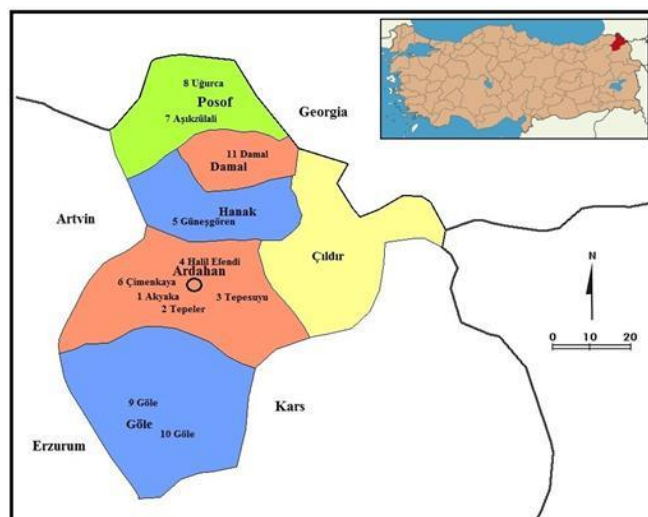 8 Uğurca
Posof
7 Aşıkzülali
Georgia
11 Damal
Damal
Artvin
Hanak
5 Güneşgören
Çıldır
4 Halil Efendi
Ardahan
6 Çimenkaya
1 Akyaka
3 Tepesuyu
2 Tepeler
N
0 10 20
Kars
9 Göle
Göle
10 Göle
Erzurum